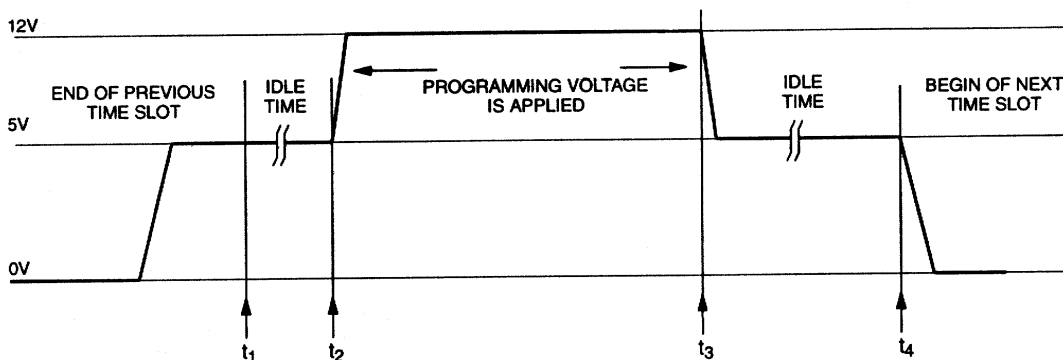 12V
END OF PREVIOUS
TIME SLOT
IDLE
TIME
PROGRAMMING VOLTAGE
IS APPLIED
IDLE
TIME
BEGIN OF NEXT
TIME SLOT
5V
0V
t1
t2
t3
t4